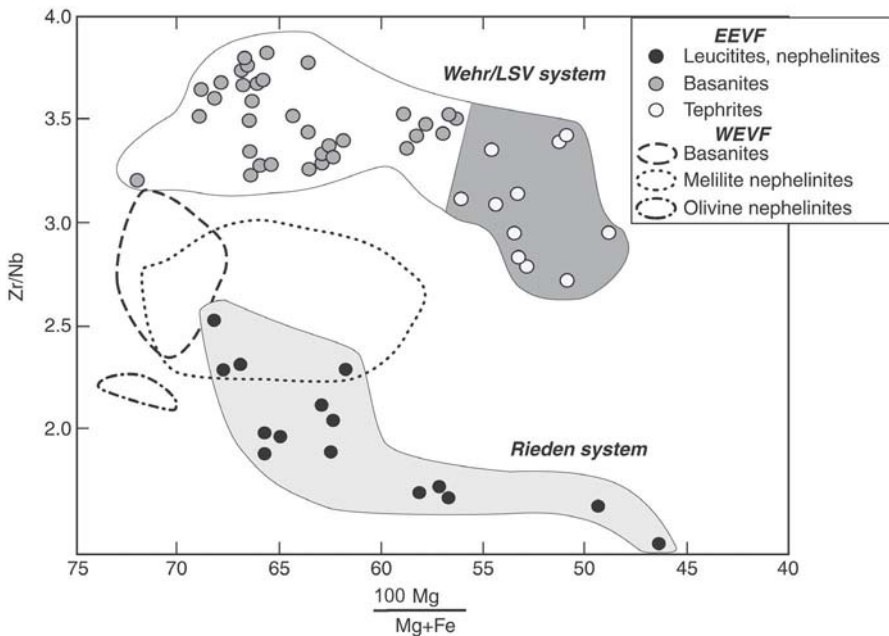 4.0
3.5
3.0
2.5
2.0
Zr/Nb
Wehr/LSV system
Rieden system
EEVF
Leucitites, nephelinites
Basanites
Tephrites
WEVF
Basanites
Melilite nephelinites
Olivine nephelinites
75 70 65 60 55 50 45 40
100 Mg
Mg+Fe